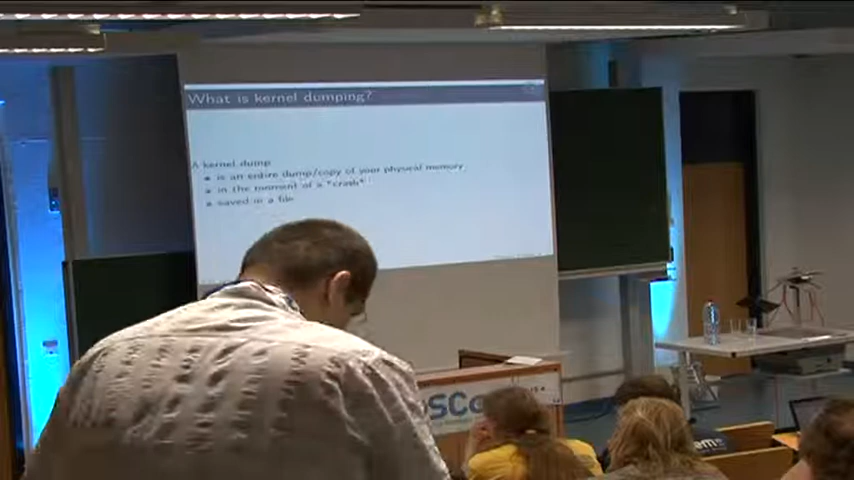 What is kernel dumping?
A kernel dump
is an entire dump/copy of your physical memory
in the moment of a "crash"
saved in a file
SCo